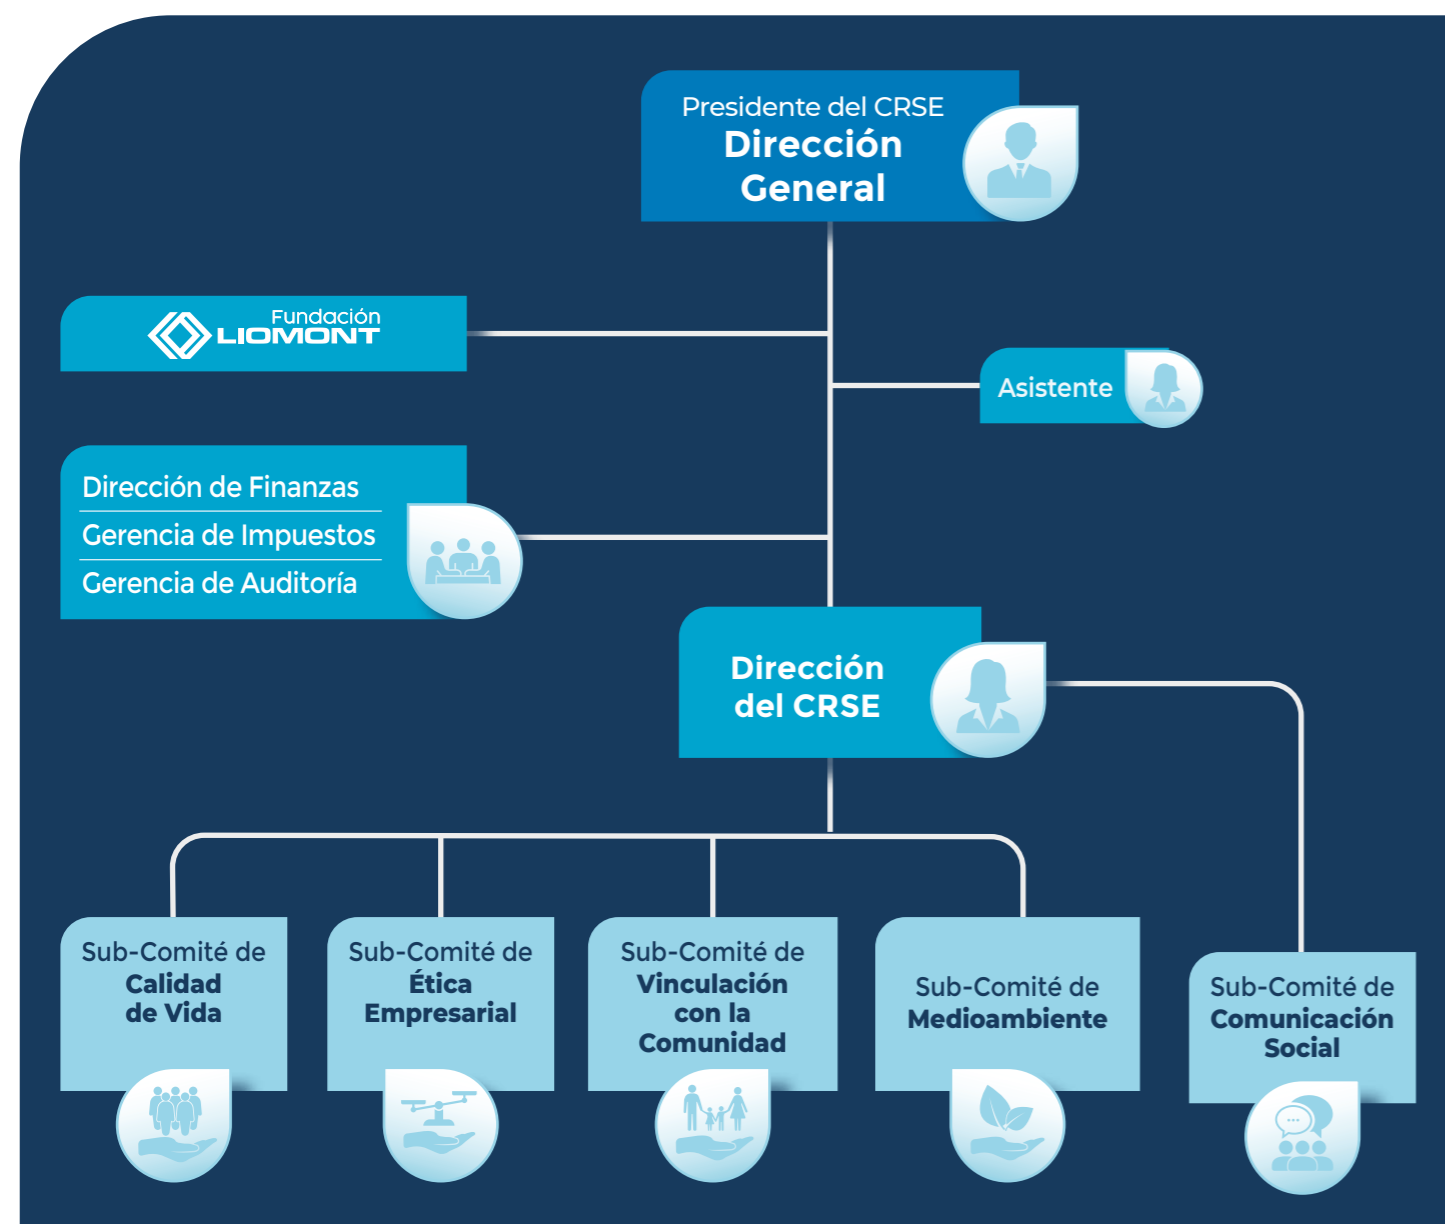 Presidente del CRSE
Dirección
General
Fundación
LIOMONT
Asistente
Dirección de Finanzas
Gerencia de Impuestos
Gerencia de Auditoría
Dirección
del CRSE
Sub-Comité de
Calidad
de Vida
Sub-Comité de
Ética
Empresarial
Sub-Comité de
Vinculación
con la
Comunidad
Sub-Comité de
Medioambiente
Sub-Comité de
Comunicación
Social